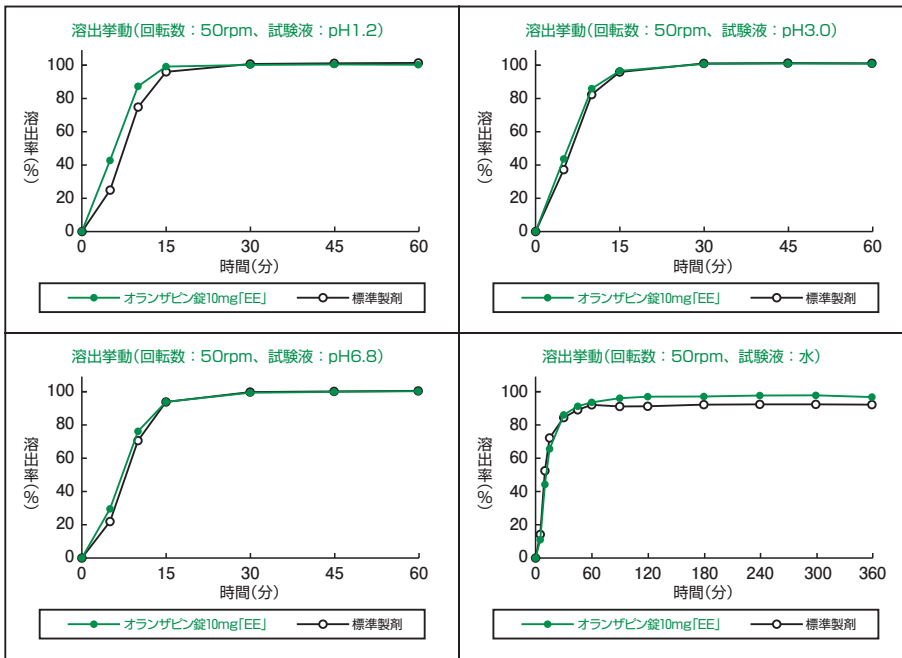 溶出挙動(回転数：50rpm、試験液：pH1.2)
溶出率(%)
100
80
60
40
20
0
0 15 30 45 60
時間(分)
オランザピン錠10mg「EE」 標準製剤
溶出挙動(回転数：50rpm、試験液：pH3.0)
溶出率(%)
100
80
60
40
20
0
0 15 30 45 60
時間(分)
オランザピン錠10mg「EE」 標準製剤
溶出挙動(回転数：50rpm、試験液：pH6.8)
溶出率(%)
100
80
60
40
20
0
0 15 30 45 60
時間(分)
オランザピン錠10mg「EE」 標準製剤
溶出挙動(回転数：50rpm、試験液：水)
溶出率(%)
100
80
60
40
20
0
0 60 120 180 240 300 360
時間(分)
オランザピン錠10mg「EE」 標準製剤